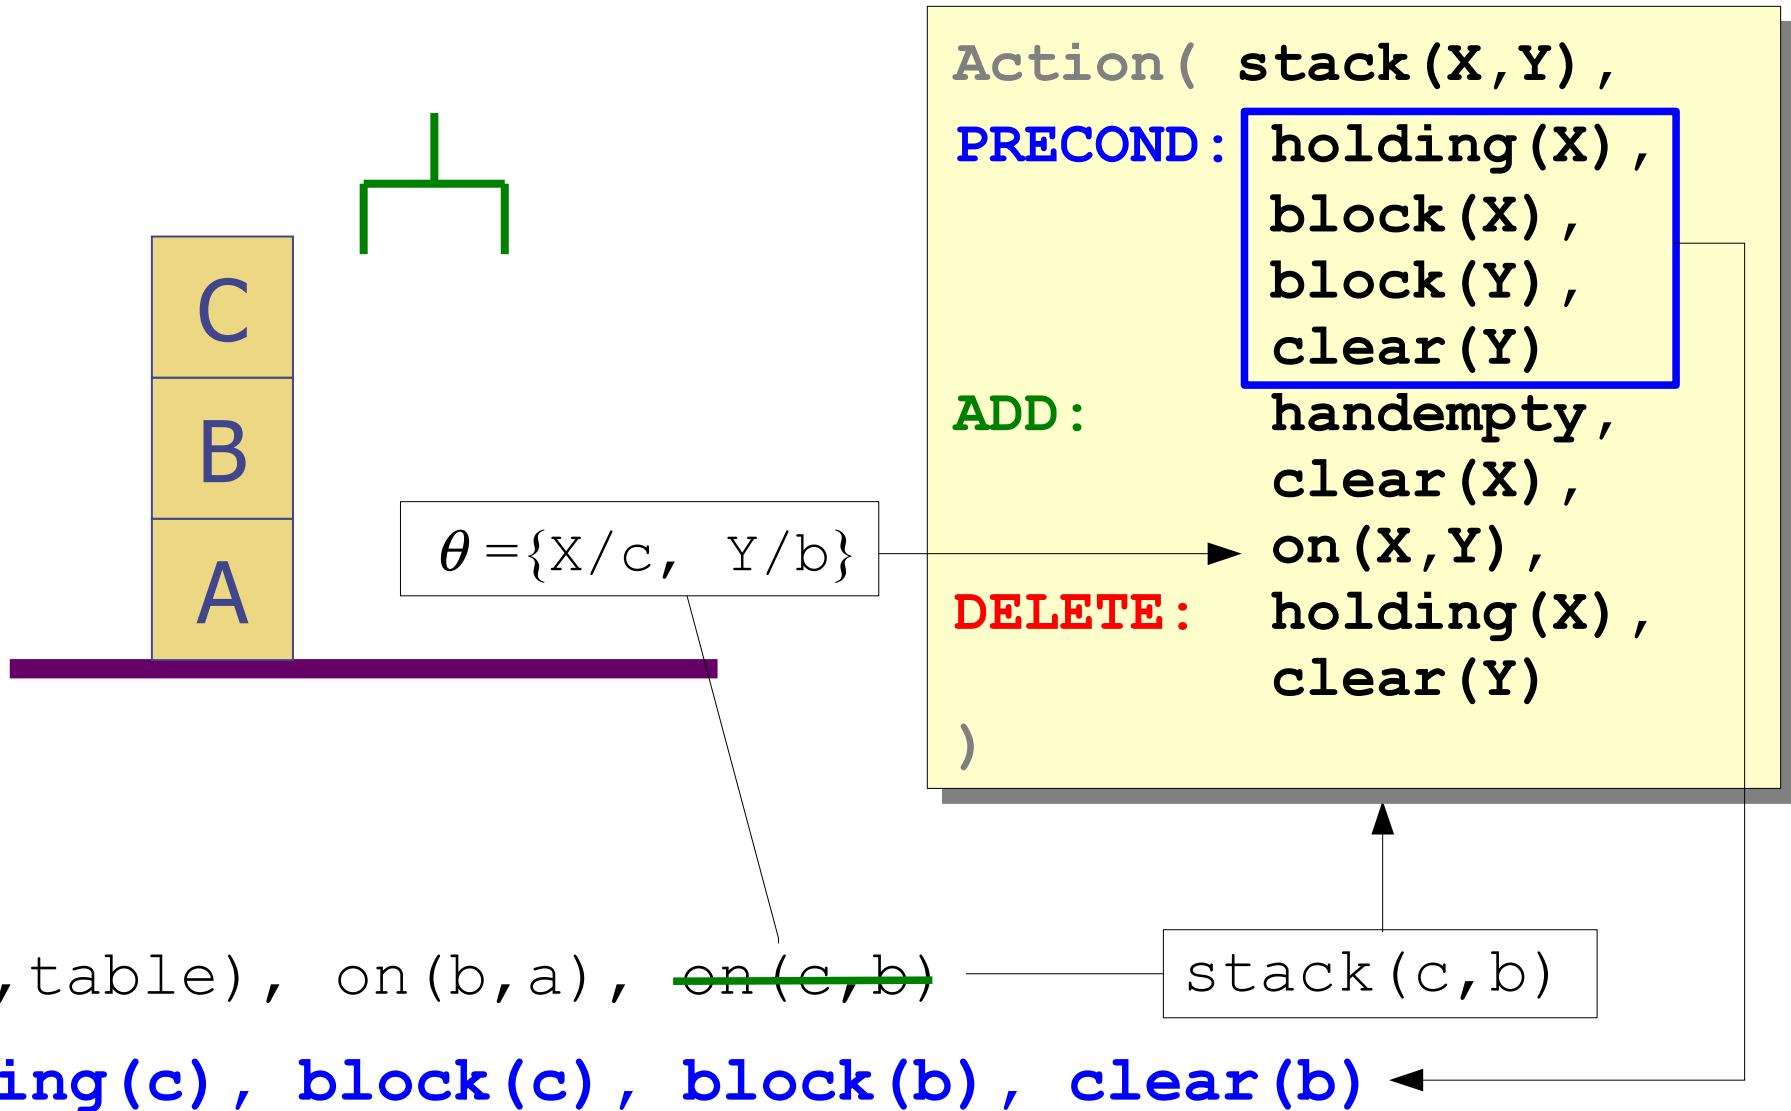 Action( stack(X,Y),
PRECOND: holding(X),
block(X),
block(Y),
clear(Y)
ADD: handempty,
clear(X),
on(X,Y),
DELETE: holding(X),
clear(Y)
)
C
B
A
θ={X/c, Y/b}
,table), on(b,a), on(c,b)
stack(c,b)
ing(c), block(c), block(b), clear(b)